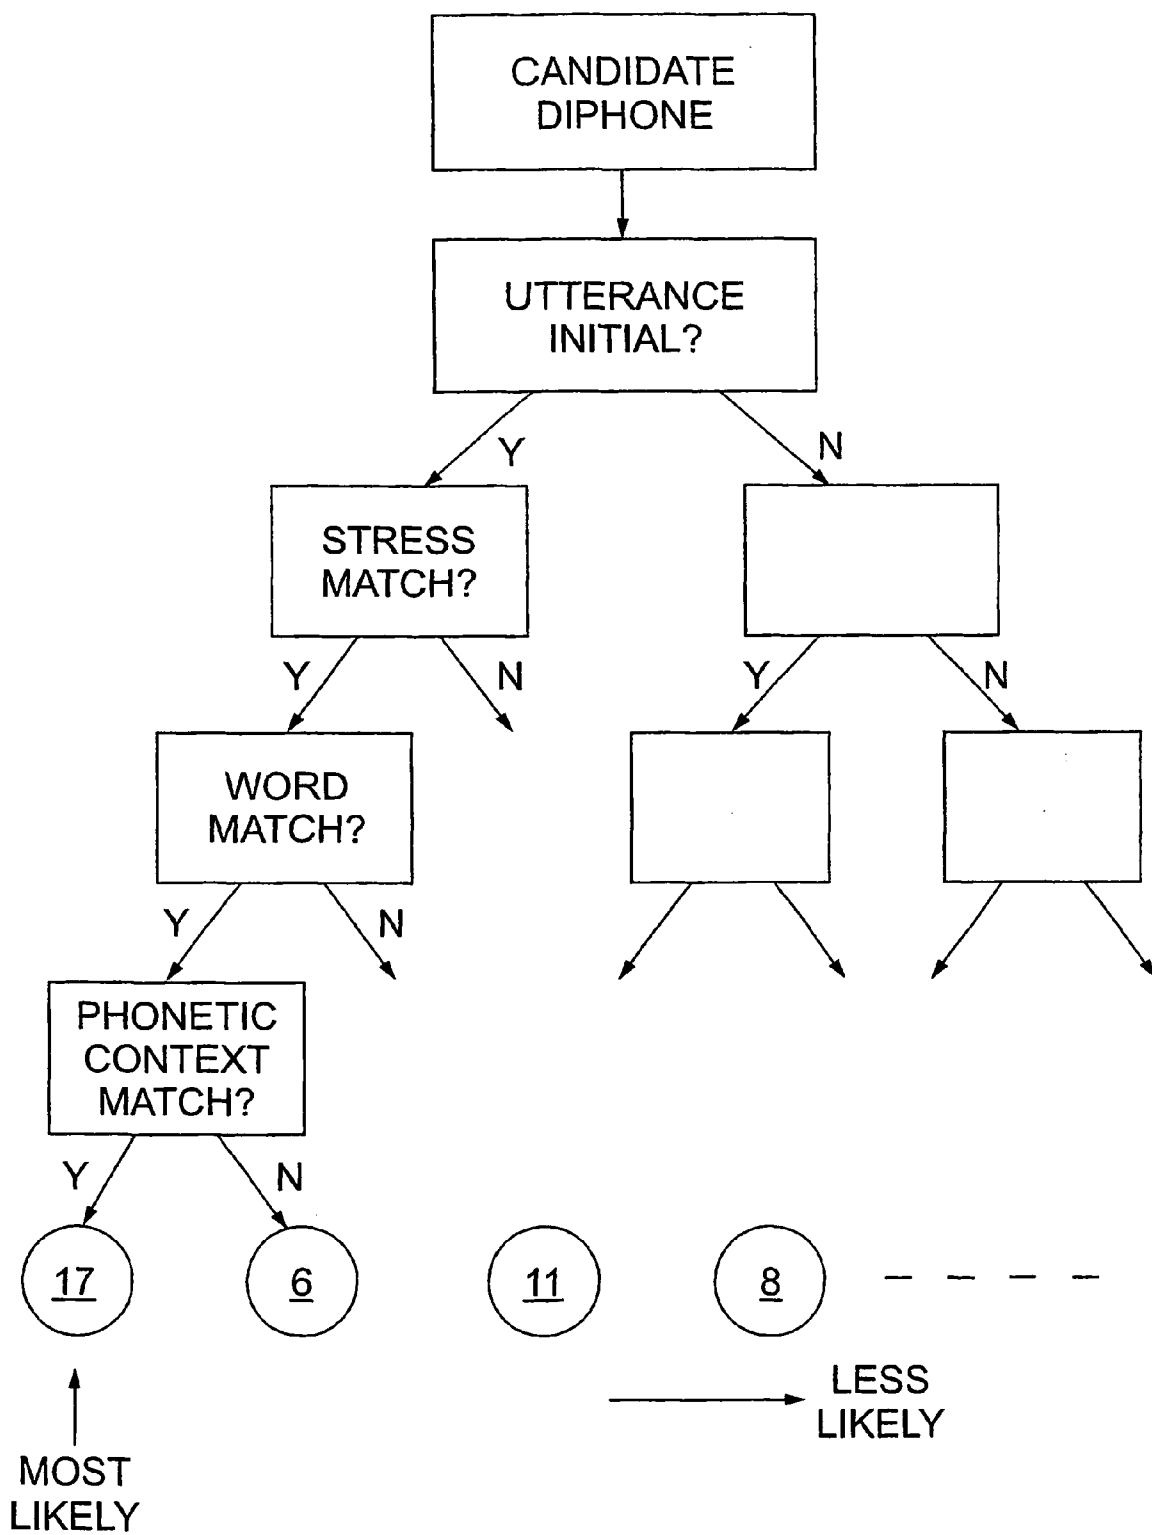 CANDIDATE
DIPHONE
UTTERANCE
INITIAL?
Y
N
STRESS
MATCH?
Y
N
Y
N
WORD
MATCH?
Y
N
PHONETIC
CONTEXT
MATCH?
Y
N
17
6
11
8
LESS
LIKELY
MOST
LIKELY